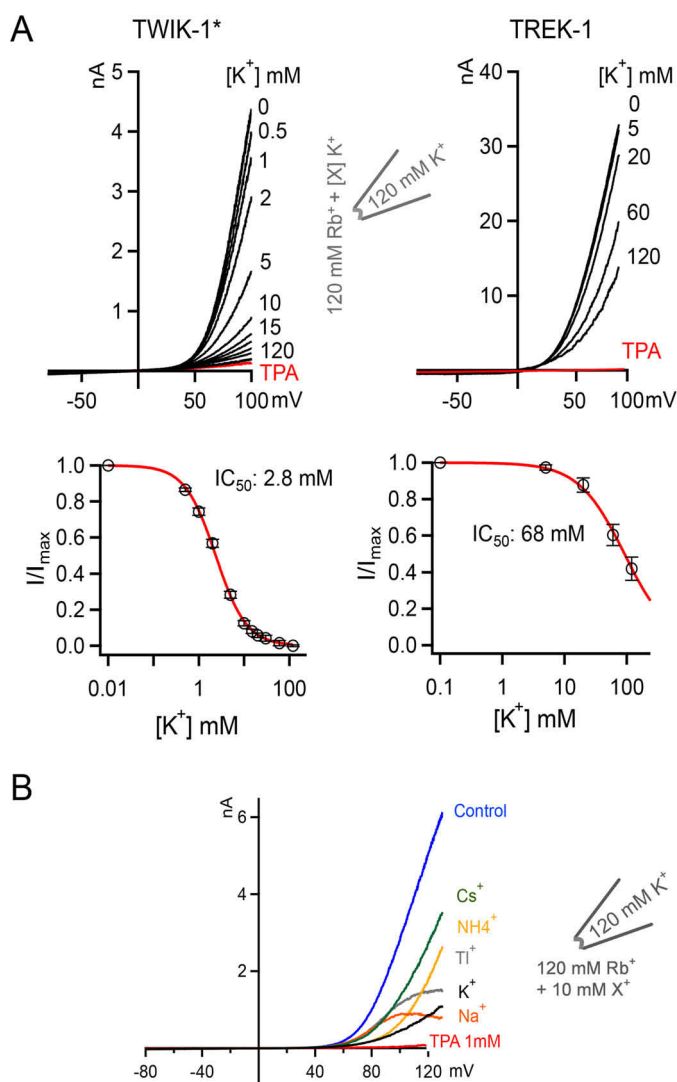 A
TWIK-1*
TREK-1
nA
5
4
3
2
1
-50
50
100 mV
[K+] mM
0
0.5
1
2
5
10
15
120
TPA
120 mM Rb+ + [X] K+
120 mM K+
nA
40
30
20
10
-50
50
100 mV
[K+] mM
0
5
20
60
120
TPA
I/Imax
1.0
0.8
0.6
0.4
0.2
0.0
IC50: 2.8 mM
0.01
1
100
[K+] mM
I/Imax
1.0
0.8
0.6
0.4
0.2
0.0
IC50: 68 mM
0.1
1
10
100
[K+] mM
B
nA
6
4
2
-80
-40
40
80
120
mV
Control
Cs+
NH4+
Tl+
K+
Na+
TPA 1mM
120 mM K+
120 mM Rb+
+ 10 mM X+